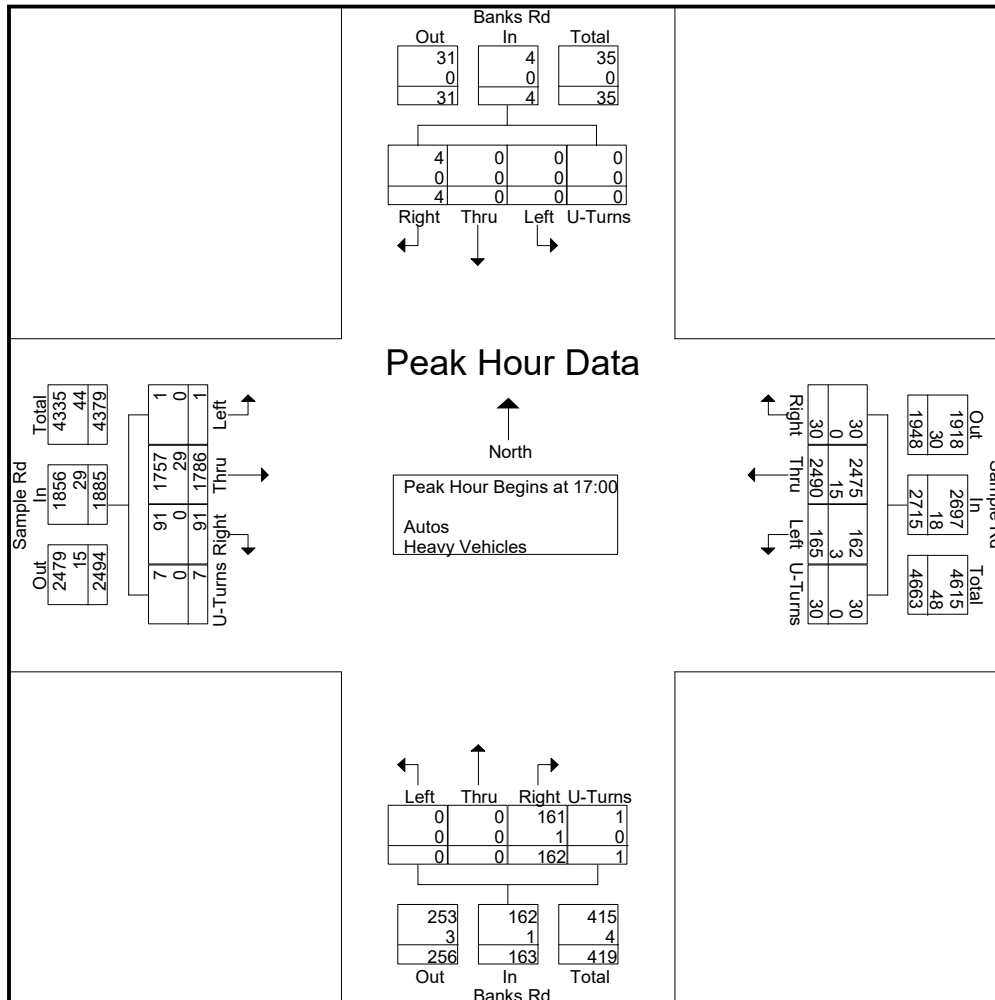 Banks Rd
Out In Total
31 4 35
0 0 0
31 4 35
4 0 0 0
0 0 0 0
4 0 0 0
Right Thru Left U-Turns
Peak Hour Data
North
Peak Hour Begins at 17:00
Autos
Heavy Vehicles
Sample Rd
Total In Out
4335 1856 2479
44 29 15
4379 1885 2494
1 1757 91 7
0 29 0 0
1 1786 91 7
Left Thru Right U-Turns
Sample Rd
Out In Total
1918 2697 4615
30 18 48
1948 2715 4663
30 2475 162 30
0 15 3 0
30 2490 165 30
Right Thru Left U-Turns
Left Thru Right U-Turns
0 0 161 1
0 0 1 0
0 0 162 1
253 162 415
3 1 4
256 163 419
Out In Total
Banks Rd